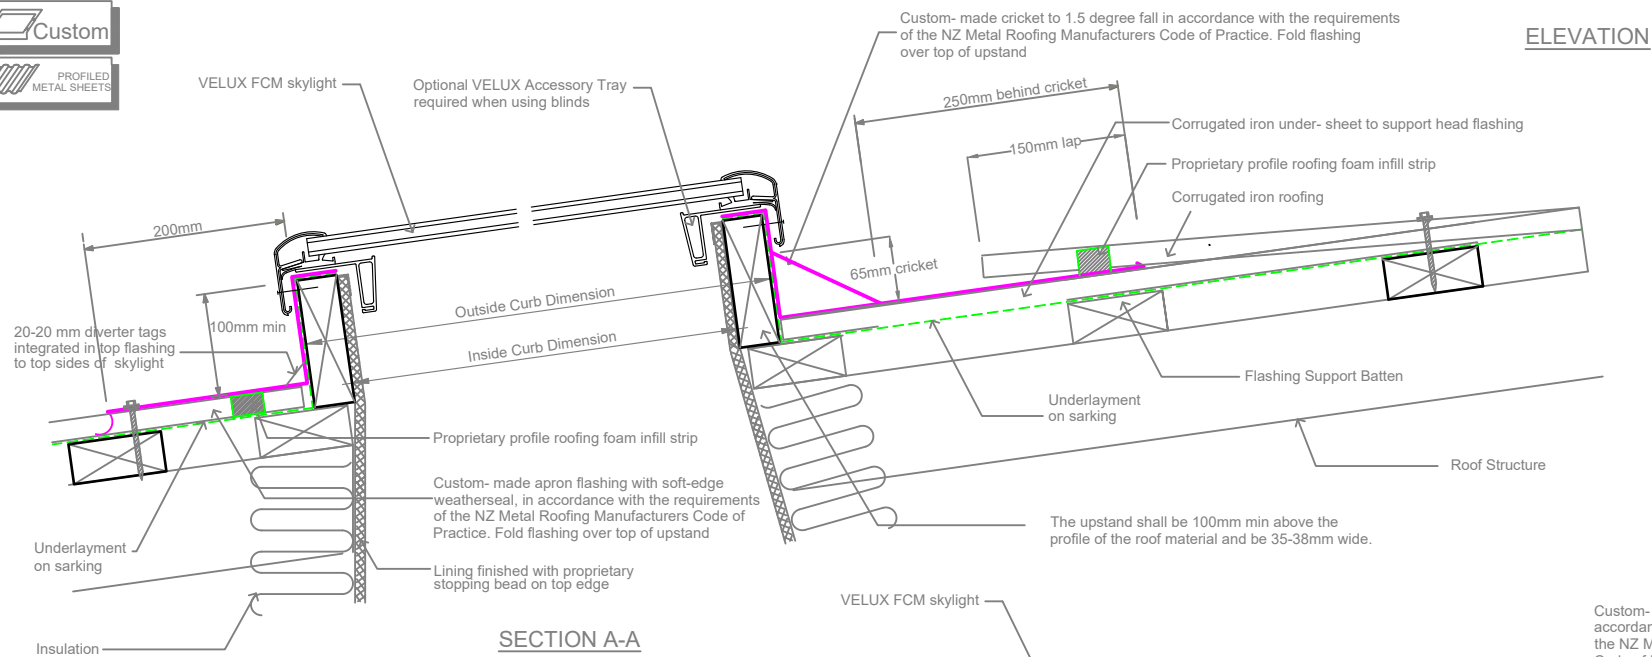 Custom
PROFILED
METAL SHEETS
VELUX FCM skylight
Optional VELUX Accessory Tray
required when using blinds
Custom- made cricket to 1.5 degree fall in accordance with the requirements
of the NZ Metal Roofing Manufacturers Code of Practice. Fold flashing
over top of upstand
ELEVATION
250mm behind cricket
150mm lap
Corrugated iron under- sheet to support head flashing
Proprietary profile roofing foam infill strip
Corrugated iron roofing
200mm
65mm cricket
Outside Curb Dimension
Inside Curb Dimension
100mm min
20-20 mm diverter tags
integrated in top flashing
to top sides of skylight
Flashing Support Batten
Underlayment
on sarking
Proprietary profile roofing foam infill strip
Roof Structure
Custom- made apron flashing with soft-edge
weatherseal, in accordance with the requirements
of the NZ Metal Roofing Manufacturers Code of
Practice. Fold flashing over top of upstand
The upstand shall be 100mm min above the
profile of the roof material and be 35-38mm wide.
Underlayment
on sarking
Lining finished with proprietary
stopping bead on top edge
Insulation
SECTION A-A
VELUX FCM skylight
Custom-
accordan
the NZ M